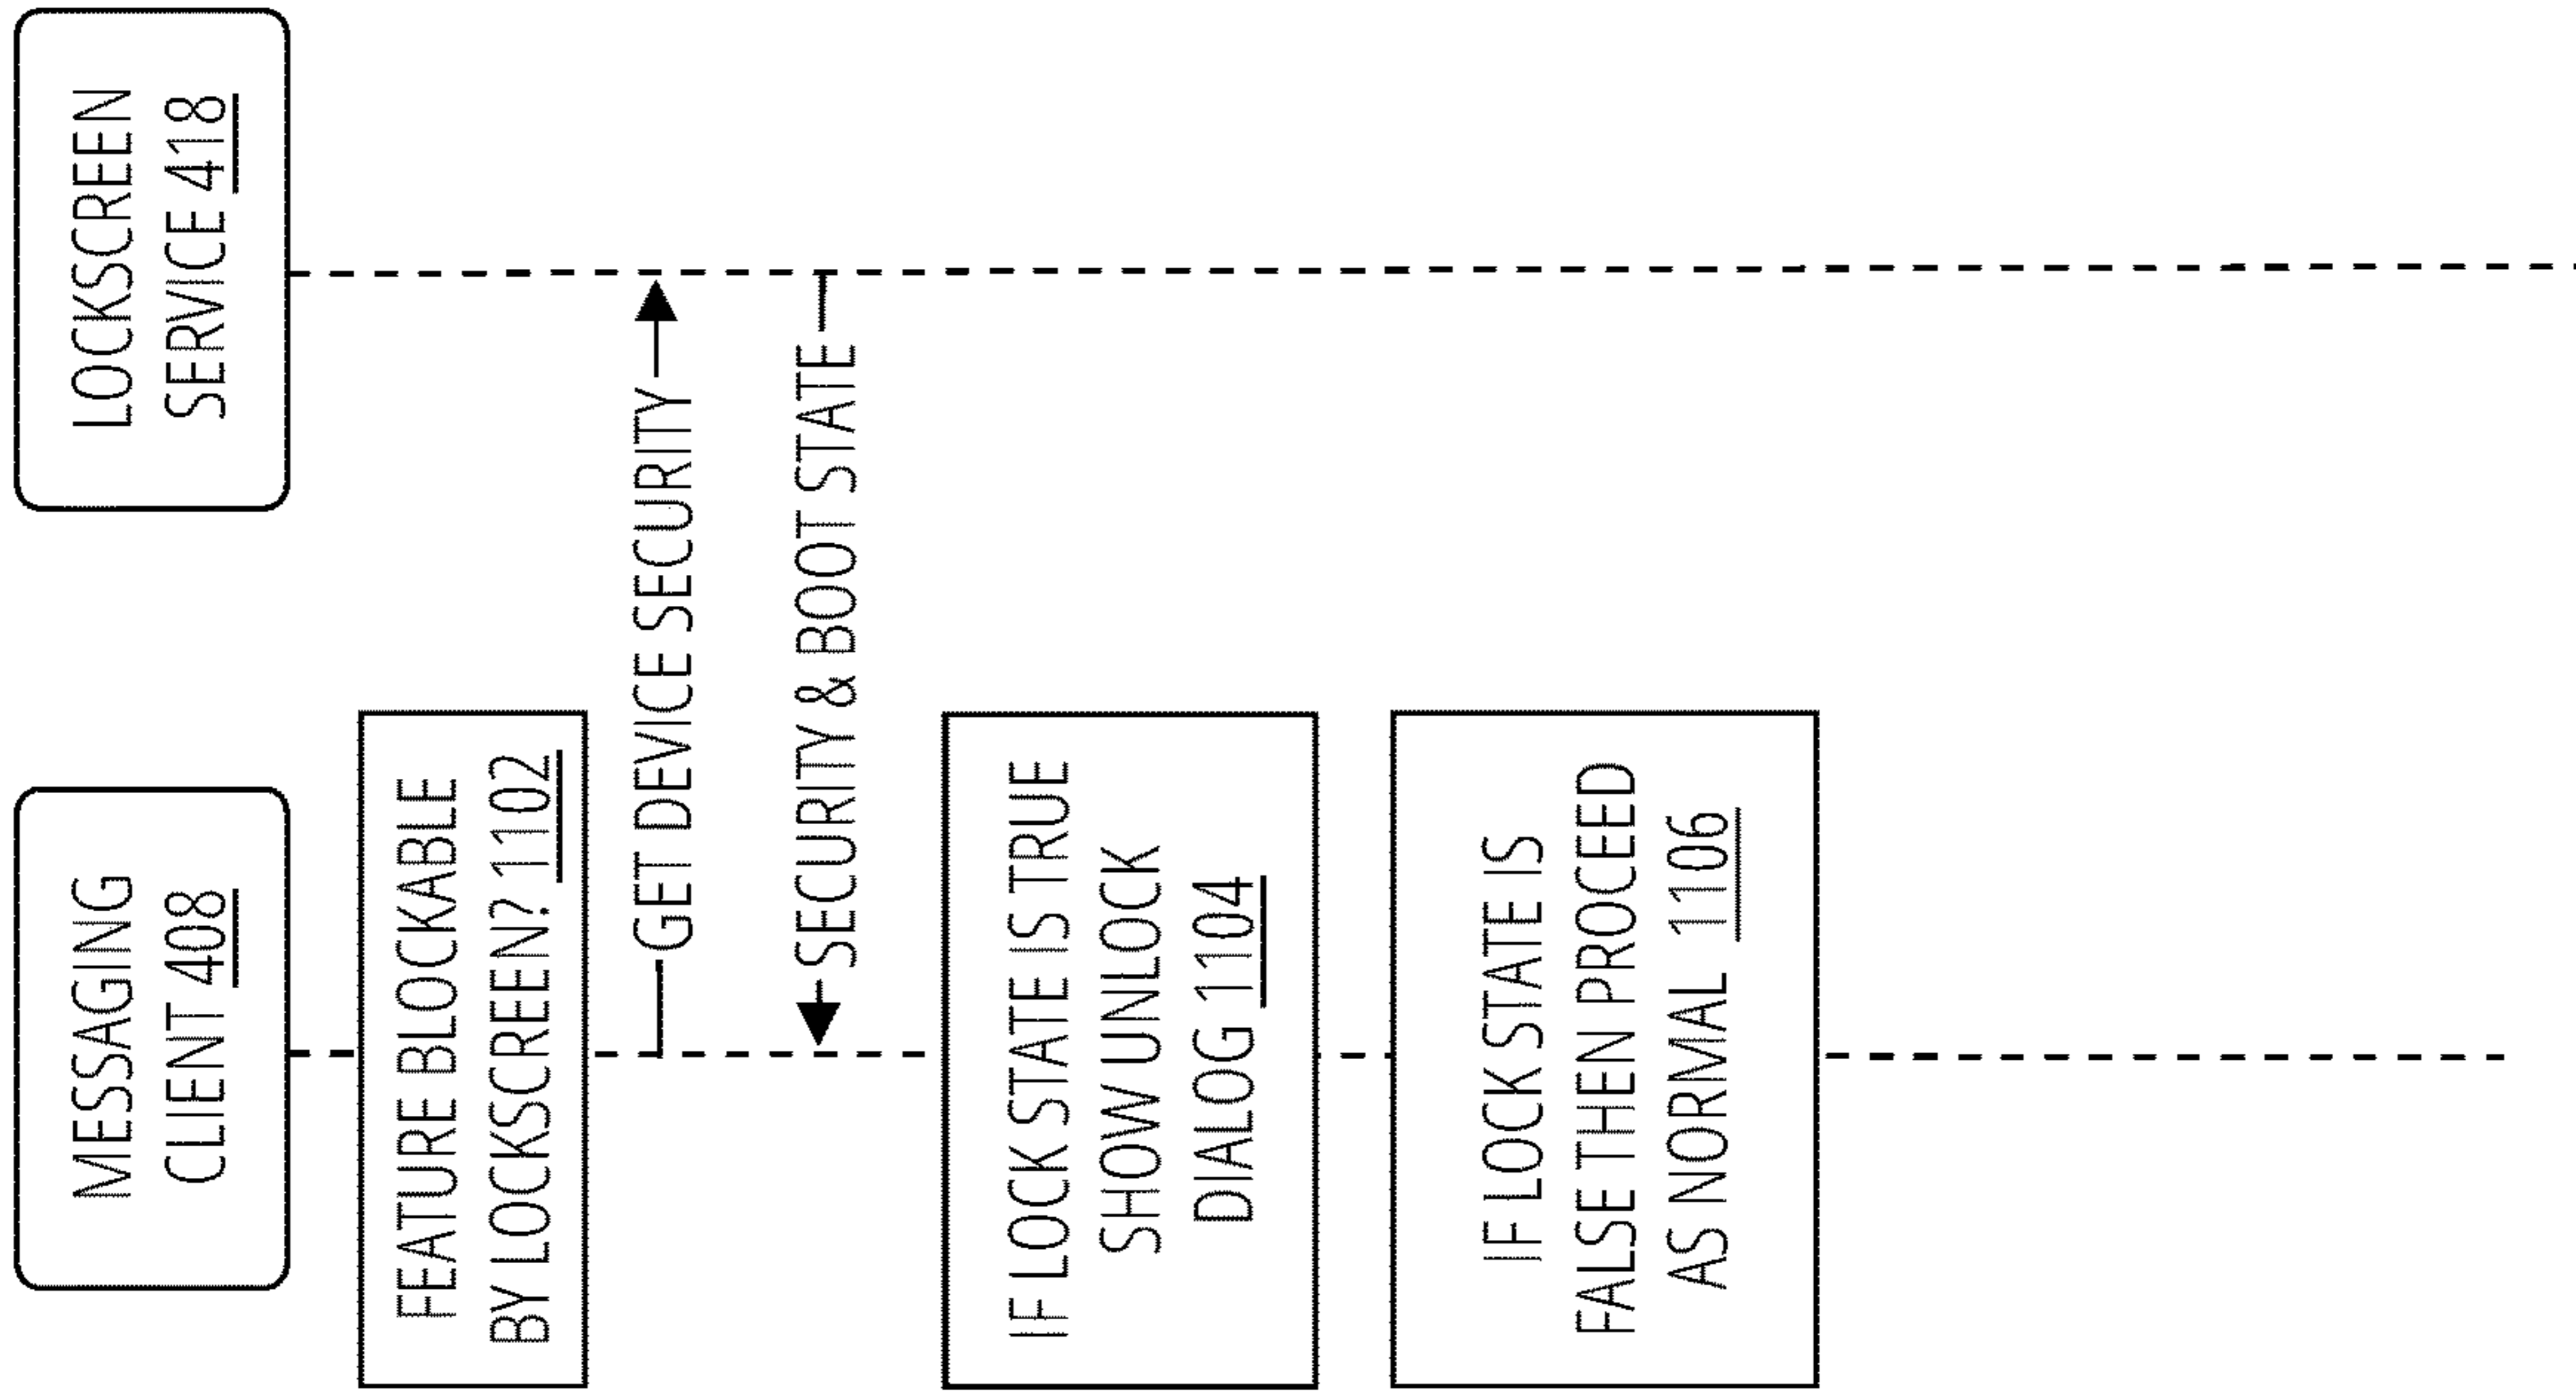 MESSAGING
CLIENT 408
LOCKSCREEN
SERVICE 418
FEATURE BLOCKABLE
BY LOCKSCREEN? 1102
GET DEVICE SECURITY
SECURITY & BOOT STATE
IF LOCK STATE IS TRUE
SHOW UNLOCK
DIALOG 1104
IF LOCK STATE IS
FALSE THEN PROCEED
AS NORMAL 1106